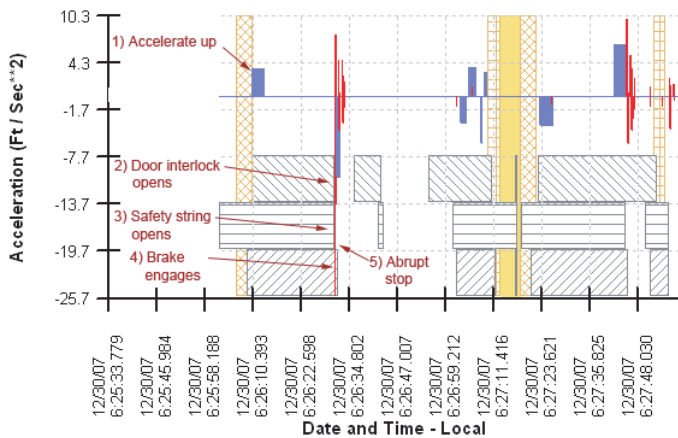 10.3
4.3
-1.7
-7.7
-13.7
-19.7
-25.7
Acceleration (Ft / Sec**2)
1) Accelerate up
2) Door interlock
opens
3) Safety string
opens
4) Brake
engages
5) Abrupt
stop
12/30/07
6:25:33.779
12/30/07
6:25:45.984
12/30/07
6:25:58.188
12/30/07
6:26:10.393
12/30/07
6:26:22.598
12/30/07
6:26:34.802
12/30/07
6:26:47.007
12/30/07
6:26:59.212
12/30/07
6:27:11.416
12/30/07
6:27:23.621
12/30/07
6:27:35.825
12/30/07
6:27:48.030
Date and Time - Local